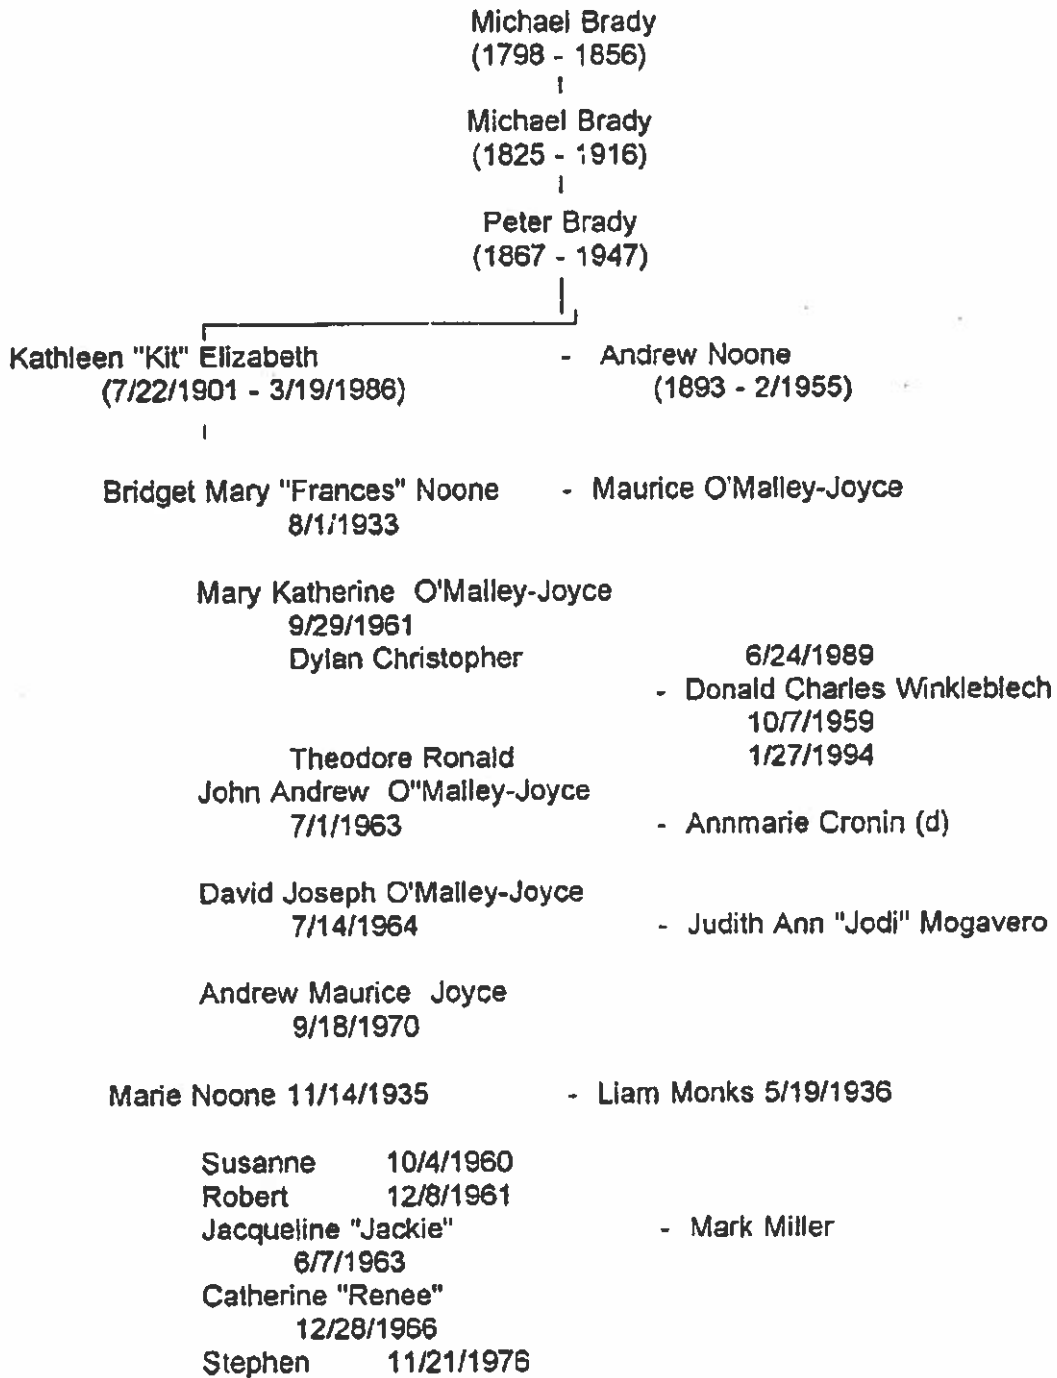 Michael Brady
(1798 - 1856)
Michael Brady
(1825 - 1916)
Peter Brady
(1867 - 1947)
Kathleen "Kit" Elizabeth - Andrew Noone
(7/22/1901 - 3/19/1986) (1893 - 2/1955)
Bridget Mary "Frances" Noone - Maurice O'Malley-Joyce
8/1/1933
Mary Katherine O'Malley-Joyce
9/29/1961
Dylan Christopher 6/24/1989
- Donald Charles Winkleblech
10/7/1959
Theodore Ronald 1/27/1994
John Andrew O"Malley-Joyce
7/1/1963 - Annmarie Cronin (d)
David Joseph O'Malley-Joyce
7/14/1964 - Judith Ann "Jodi" Mogavero
Andrew Maurice Joyce
9/18/1970
Marie Noone 11/14/1935 - Liam Monks 5/19/1936
Susanne 10/4/1960
Robert 12/8/1961
Jacqueline "Jackie" - Mark Miller
6/7/1963
Catherine "Renee"
12/28/1966
Stephen 11/21/1976